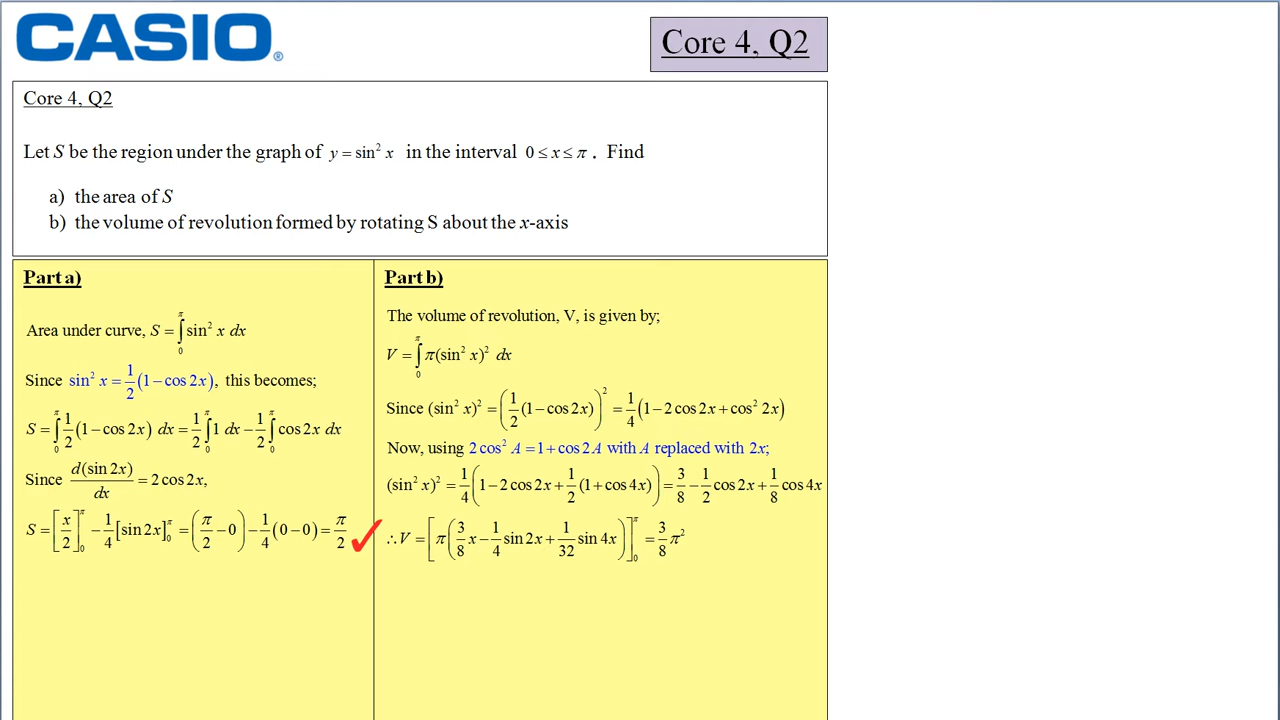 CASIO®
Core 4, Q2
Core 4, Q2
Let S be the region under the graph of y = sin² x in the interval 0 ≤ x ≤ π . Find
a) the area of S
b) the volume of revolution formed by rotating S about the x-axis
Part a)
Area under curve, S = ∫₀^π sin² x dx
Since sin² x = 1/2 (1 − cos 2x), this becomes;
S = ∫₀^π 1/2 (1 − cos 2x) dx = 1/2 ∫₀^π 1 dx − 1/2 ∫₀^π cos 2x dx
Since d(sin 2x)/dx = 2 cos 2x,
S = [x/2]₀^π − 1/4 [sin 2x]₀^π = (π/2 − 0) − 1/4 (0 − 0) = π/2 ✓
Part b)
The volume of revolution, V, is given by;
V = ∫₀^π π(sin² x)² dx
Since (sin² x)² = (1/2 (1 − cos 2x))² = 1/4 (1 − 2 cos 2x + cos² 2x)
Now, using 2 cos² A = 1 + cos 2A with A replaced with 2x;
(sin² x)² = 1/4 (1 − 2 cos 2x + 1/2 (1 + cos 4x)) = 3/8 − 1/2 cos 2x + 1/8 cos 4x
∴ V = [π(3/8 x − 1/4 sin 2x + 1/32 sin 4x)]₀^π = 3/8 π²